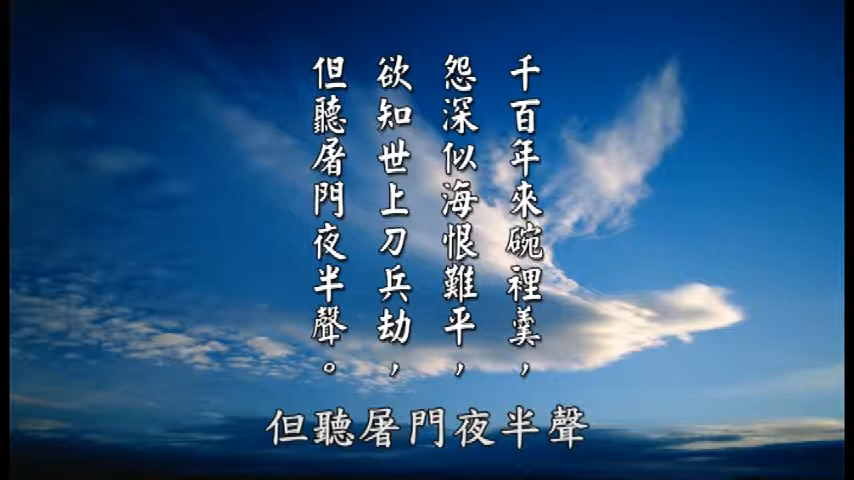 千百年來碗裡羹，
怨深似海恨難平，
欲知世上刀兵劫，
但聽屠門夜半聲。
但聽屠門夜半聲